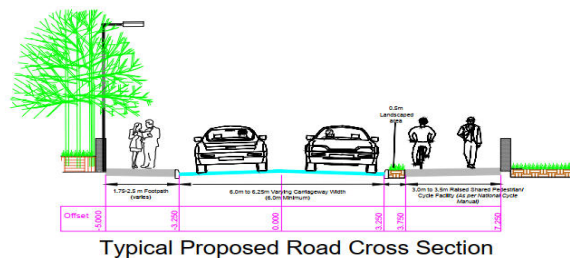 0.5m
Landscaped
area
1.75-2.5 m Footpath
(varies)
6.0m to 6.25m Varying Carriageway Width
(6.0m Minimum)
3.0m to 3.5m Raised Shared Pedestrian/
Cycle Facility (As per National Cycle
Manual)
Offset
-5.000
-3.250
0.000
3.250
3.750
7.250
Typical Proposed Road Cross Section